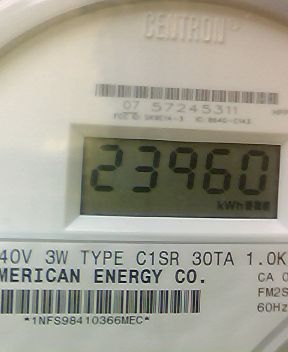 CENTRON®
07 57245311
23960
kWh
40V 3W TYPE C1SR 30TA 1.0K
MERICAN ENERGY CO.
CA 0
FM2S
60Hz
*1NFS98410366MEC*